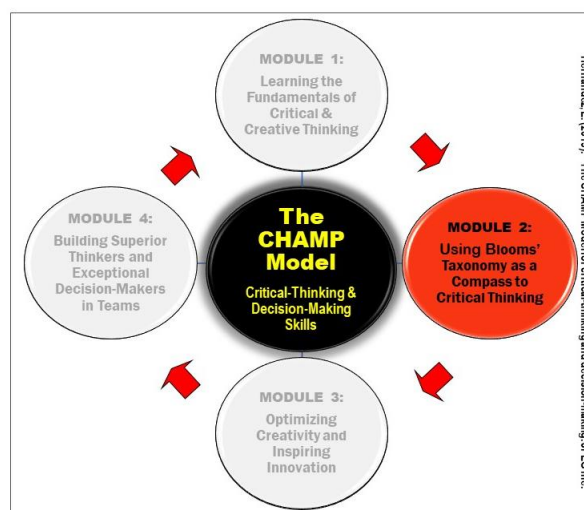 MODULE 1:
Learning the
Fundamentals of
Critical &
Creative Thinking
MODULE 4:
Building Superior
Thinkers and
Exceptional
Decision-Makers
in Teams
The
CHAMP
Model
Critical-Thinking &
Decision-Making
Skills
MODULE 2:
Using Blooms'
Taxonomy as a
Compass to
Critical Thinking
MODULE 3:
Optimizing
Creativity and
Inspiring
Innovation